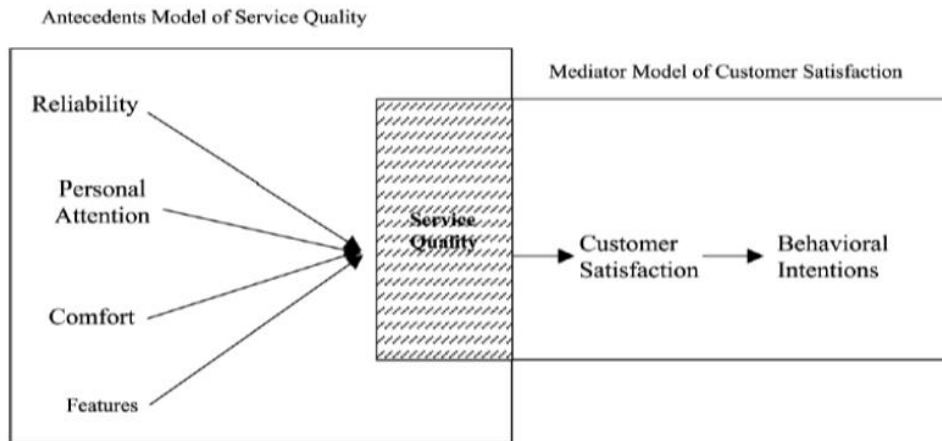 Antecedents Model of Service Quality
Mediator Model of Customer Satisfaction
Reliability
Personal
Attention
Comfort
Features
Service
Quality
Customer
Satisfaction
Behavioral
Intentions